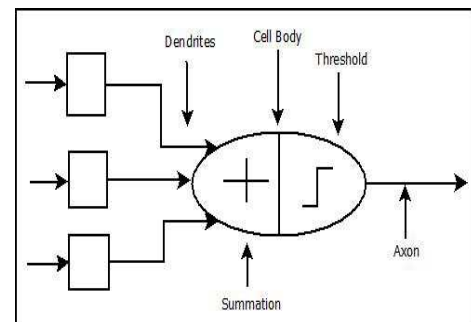 Dendrites
Cell Body
Threshold
Axon
Summation